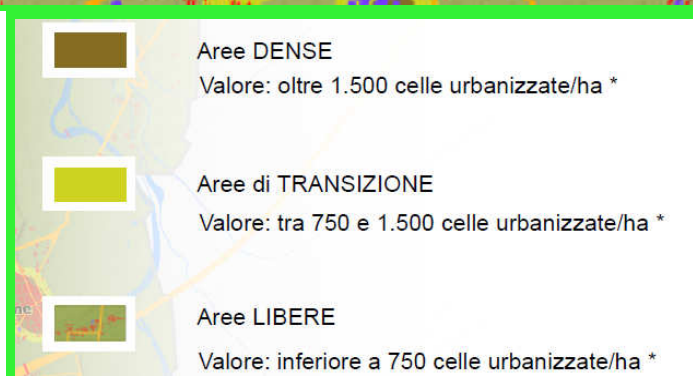 Aree DENSE
Valore: oltre 1.500 celle urbanizzate/ha *
Aree di TRANSIZIONE
Valore: tra 750 e 1.500 celle urbanizzate/ha *
Aree LIBERE
Valore: inferiore a 750 celle urbanizzate/ha *